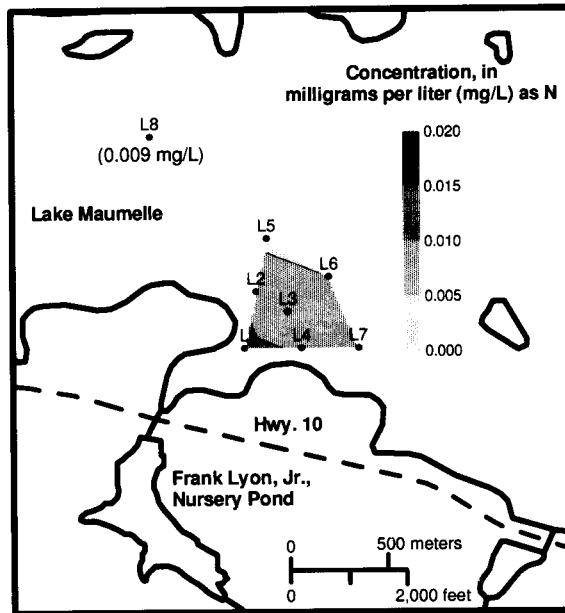 Concentration, in
milligrams per liter (mg/L) as N
L8
(0.009 mg/L)
0.020
0.015
0.010
0.005
0.000
Lake Maumelle
L5
L6
L2
L3
L4
L7
Hwy. 10
Frank Lyon, Jr.,
Nursery Pond
0
500 meters
0
2,000 feet